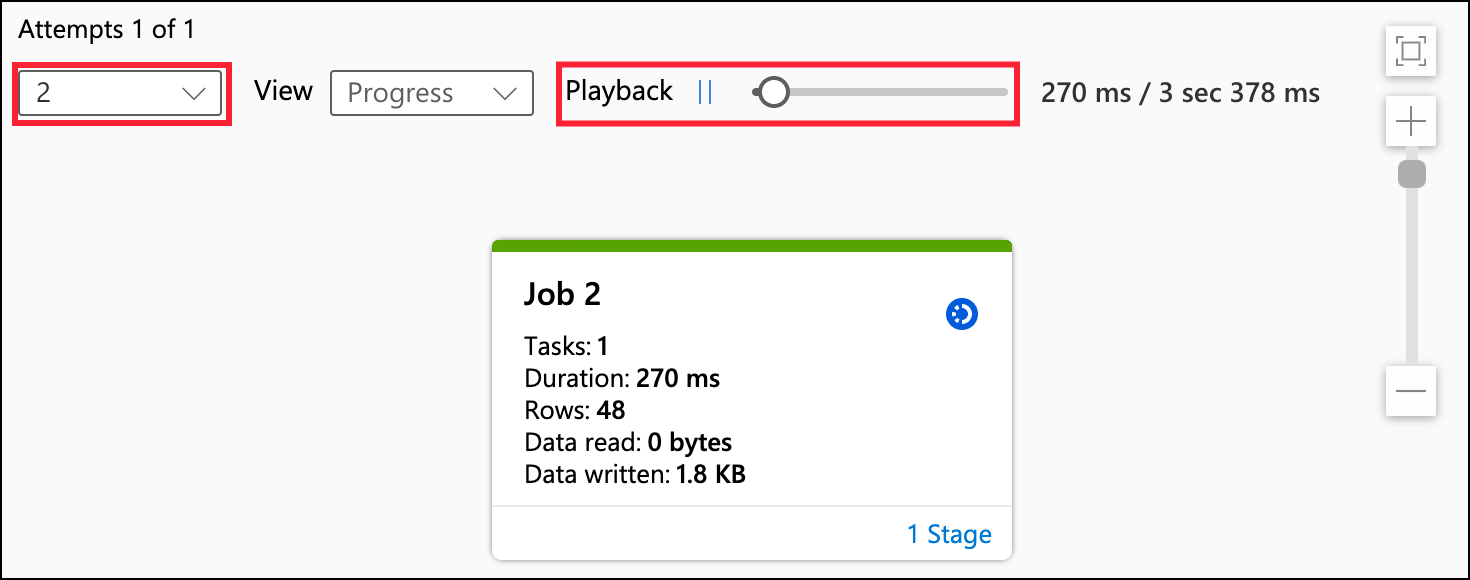 Attempts 1 of 1
2 View Progress Playback 270 ms / 3 sec 378 ms
Job 2
Tasks: 1
Duration: 270 ms
Rows: 48
Data read: 0 bytes
Data written: 1.8 KB
1 Stage